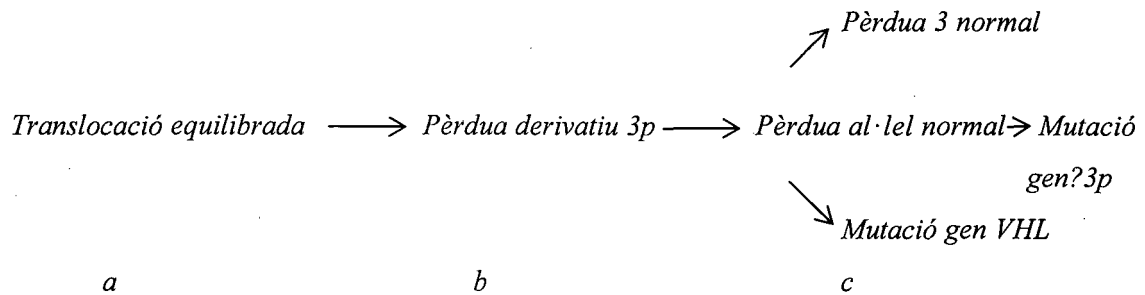 Pèrdua 3 normal
Translocació equilibrada → Pèrdua derivatiu 3p → Pèrdua al·lel normal → Mutació
gen?3p
Mutació gen VHL
a b c